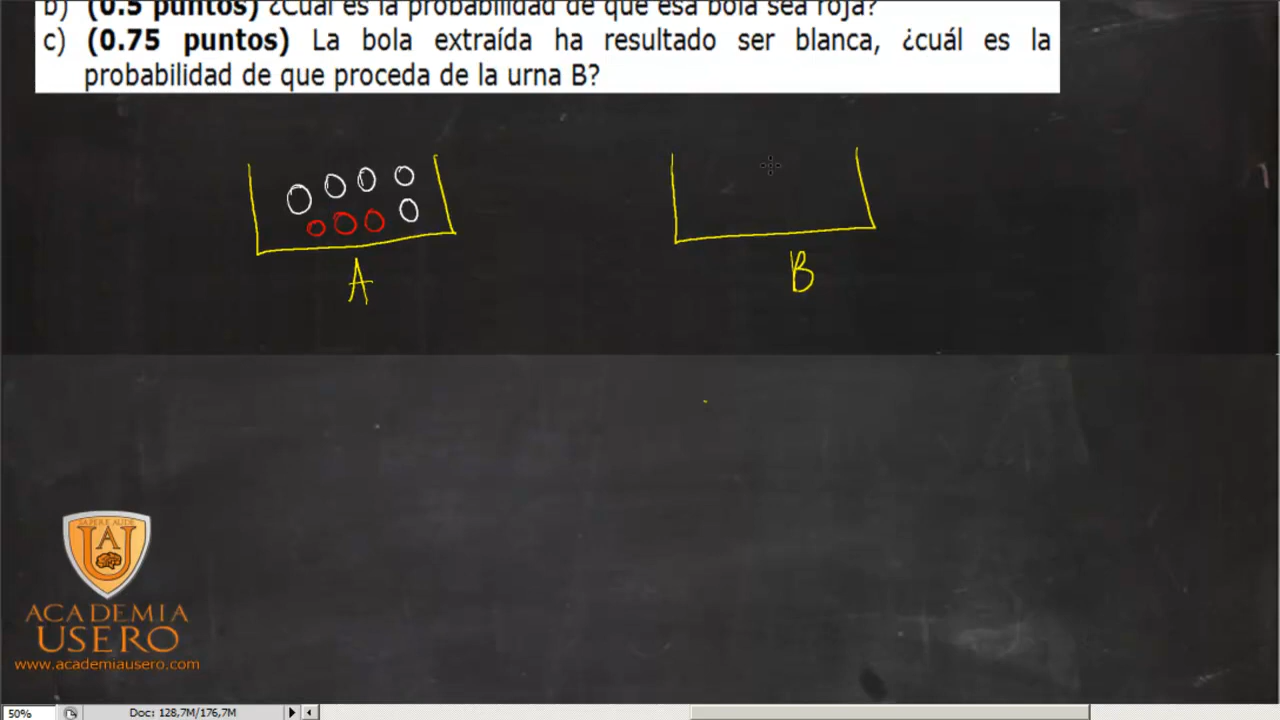 b) (0.5 puntos) ¿Cuál es la probabilidad de que esa bola sea roja?
c) (0.75 puntos) La bola extraída ha resultado ser blanca, ¿cuál es la
probabilidad de que proceda de la urna B?
A
B
SAPERE AUDE
UA
ACADEMIA
USERO
www.academiausero.com
50%
Doc: 128,7M/176,7M